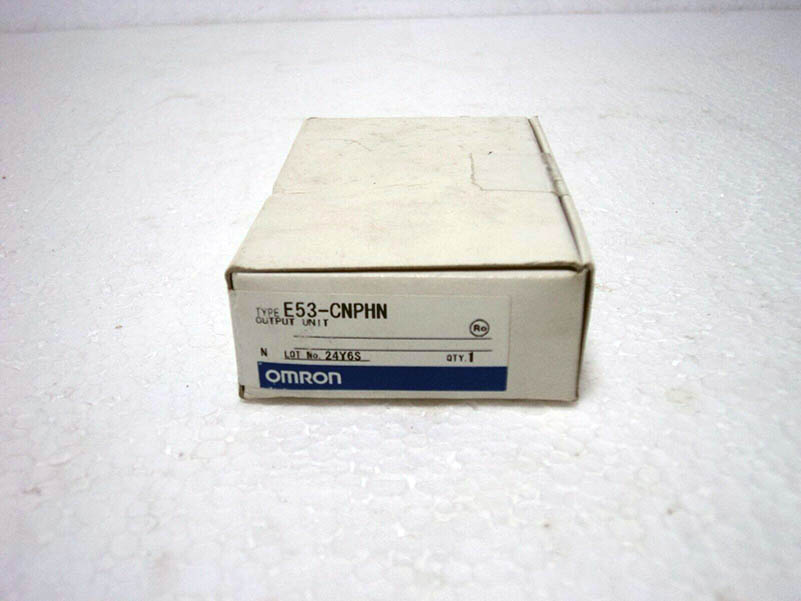 TYPE E53-CNPHN
OUTPUT UNIT
Ro
N LOT No. 24Y6S QTY. 1
OMRON